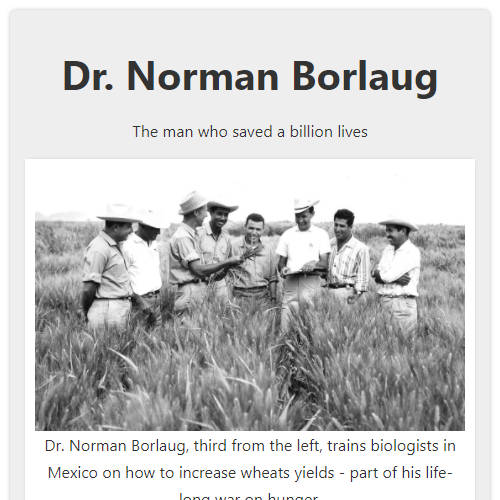 Dr. Norman Borlaug
The man who saved a billion lives
Dr. Norman Borlaug, third from the left, trains biologists in
Mexico on how to increase wheats yields - part of his life-
long war on hunger.